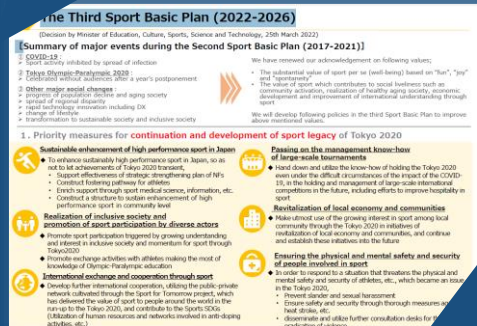 The Third Sport Basic Plan (2022-2026)
(Decision by Minister of Education, Culture, Sports, Science and Technology, 25th March 2022)
[Summary of major events during the Second Sport Basic Plan (2017-2021)]
① COVID-19 :
➢ Sport activity inhibited by spread of infection
② Tokyo Olympic-Paralympic 2020 :
➢ Celebrated without audiences after a year's postponement
③ Other major social changes :
➢ progress of population decline and aging society
➢ spread of regional disparity
➢ rapid technology innovation including DX
➢ change of lifestyle
➢ transformation to sustainable society and inclusive society
We have renewed our acknowledgement on following values;
• The substantial value of sport per se (well-being) based on "fun", "joy" and "spontaneity"
• The value of sport which contributes to social liveliness such as
community activation, realization of healthy aging society, economic
development and improvement of international understanding through
sport
We will develop following policies in the third Sport Basic Plan to improve
above mentioned values.
1. Priority measures for continuation and development of sport legacy of Tokyo 2020
Sustainable enhancement of high performance sport in Japan
◆ To enhance sustainably high performance sport in Japan, so as
not to let achievements of Tokyo 2020 transient,
• Support effectiveness of strategic strengthening plan of NFs
• Construct fostering pathway for athletes
• Enrich support through sport medical science, information, etc.
• Construct a structure to sustain enhancement of high
performance sport in community level
Realization of inclusive society and
promotion of sport participation by diverse actors
◆ Promote sport participation triggered by growing understanding
and interest in inclusive society and momentum for sport through
Tokyo2020
◆ Promote exchange activities with athletes making the most of
knowledge of Olympic-Paralympic education
International exchange and cooperation through sport
◆ Develop further international cooperation, utilizing the public-private
network cultivated through the Sport for Tomorrow project, which
has delivered the value of sport to people around the world in the
run-up to the Tokyo 2020, and contribute to the Sports SDGs
(Utilization of human resources and networks involved in anti-doping
activities, etc.)
Passing on the management know-how
of large-scale tournaments
◆ Hand down and utilize the know-how of holding the Tokyo 2020
even under the difficult circumstances of the impact of the COVID-
19, in the holding and management of large-scale international
competitions in the future, including efforts to improve hospitality in
sport
Revitalization of local economy and communities
◆ Make utmost use of the growing interest in sport among local
community through the Tokyo 2020 in initiatives of
revitalization of local economy and communities, and continue
and establish these initiatives into the future
Ensuring the physical and mental safety and security
of people involved in sport
◆ In order to respond to a situation that threatens the physical and
mental safety and security of athletes, etc., which became an issue
in the Tokyo 2020,
• Prevent slander and sexual harassment
• Ensure safety and security through thorough measures against
heat stroke, etc.
• disseminate and utilize further consultation desks for the
eradication of violence